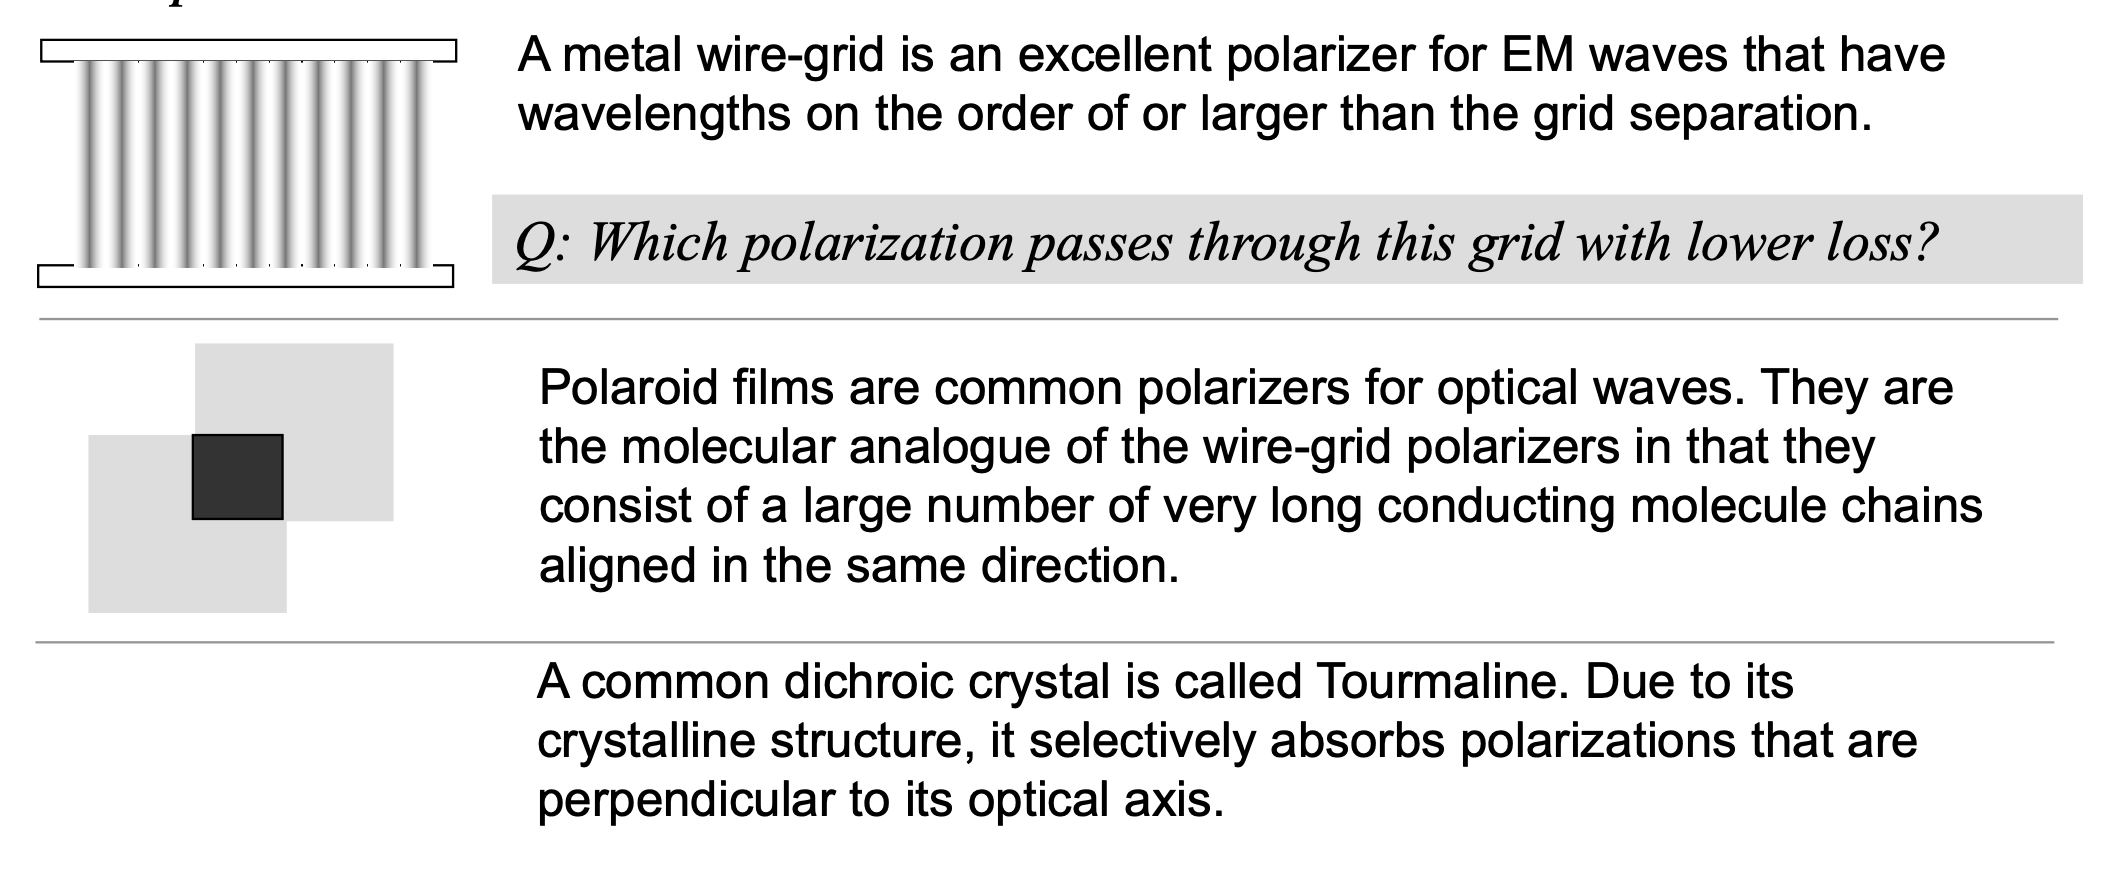 A metal wire-grid is an excellent polarizer for EM waves that have
wavelengths on the order of or larger than the grid separation.
Q: Which polarization passes through this grid with lower loss?
Polaroid films are common polarizers for optical waves. They are
the molecular analogue of the wire-grid polarizers in that they
consist of a large number of very long conducting molecule chains
aligned in the same direction.
A common dichroic crystal is called Tourmaline. Due to its
crystalline structure, it selectively absorbs polarizations that are
perpendicular to its optical axis.